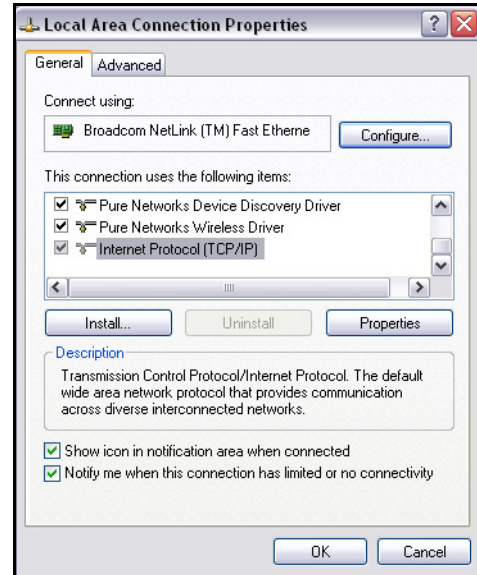 Local Area Connection Properties
General
Advanced
Connect using:
Broadcom NetLink (TM) Fast Etherne
Configure...
This connection uses the following items:
Pure Networks Device Discovery Driver
Pure Networks Wireless Driver
Internet Protocol (TCP/IP)
Install...
Uninstall
Properties
Description
Transmission Control Protocol/Internet Protocol. The default
wide area network protocol that provides communication
across diverse interconnected networks.
Show icon in notification area when connected
Notify me when this connection has limited or no connectivity
OK
Cancel